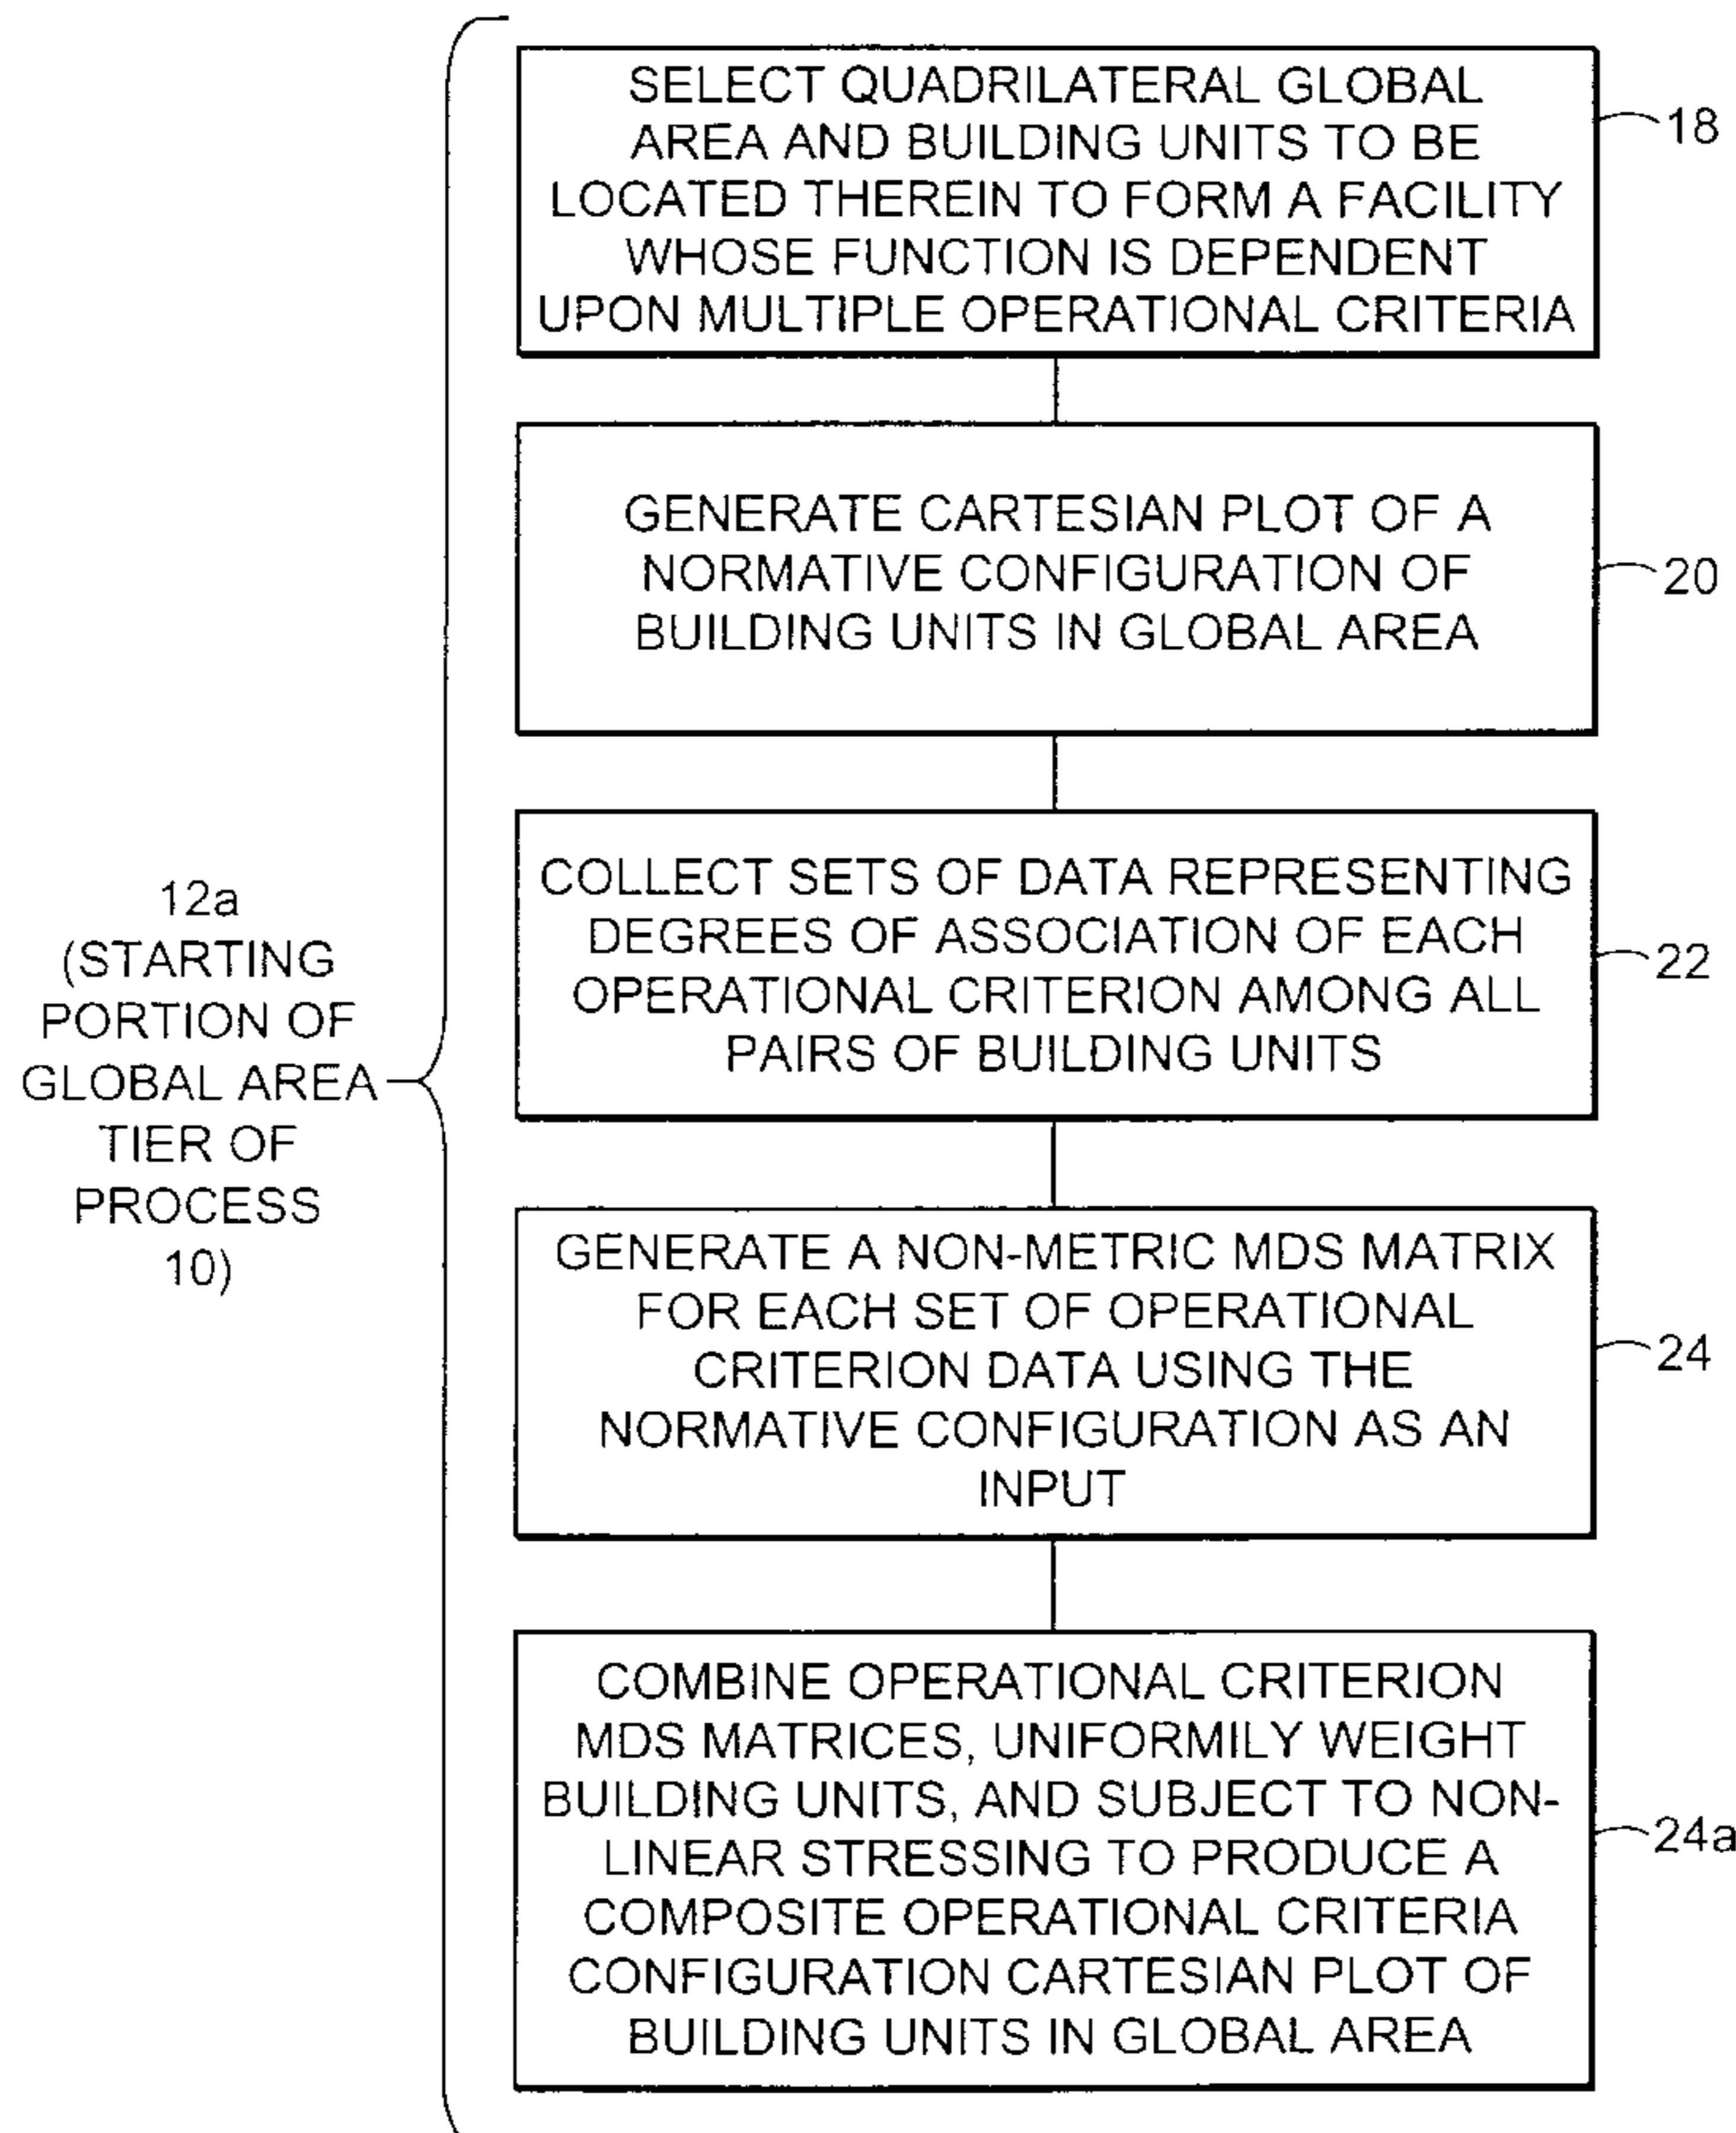 SELECT QUADRILATERAL GLOBAL
AREA AND BUILDING UNITS TO BE
LOCATED THEREIN TO FORM A FACILITY
WHOSE FUNCTION IS DEPENDENT
UPON MULTIPLE OPERATIONAL CRITERIA
18
GENERATE CARTESIAN PLOT OF A
NORMATIVE CONFIGURATION OF
BUILDING UNITS IN GLOBAL AREA
20
COLLECT SETS OF DATA REPRESENTING
DEGREES OF ASSOCIATION OF EACH
OPERATIONAL CRITERION AMONG ALL
PAIRS OF BUILDING UNITS
22
12a
(STARTING
PORTION OF
GLOBAL AREA
TIER OF
PROCESS
10)
GENERATE A NON-METRIC MDS MATRIX
FOR EACH SET OF OPERATIONAL
CRITERION DATA USING THE
NORMATIVE CONFIGURATION AS AN
INPUT
24
COMBINE OPERATIONAL CRITERION
MDS MATRICES, UNIFORMILY WEIGHT
BUILDING UNITS, AND SUBJECT TO NON-
LINEAR STRESSING TO PRODUCE A
COMPOSITE OPERATIONAL CRITERIA
CONFIGURATION CARTESIAN PLOT OF
BUILDING UNITS IN GLOBAL AREA
24a